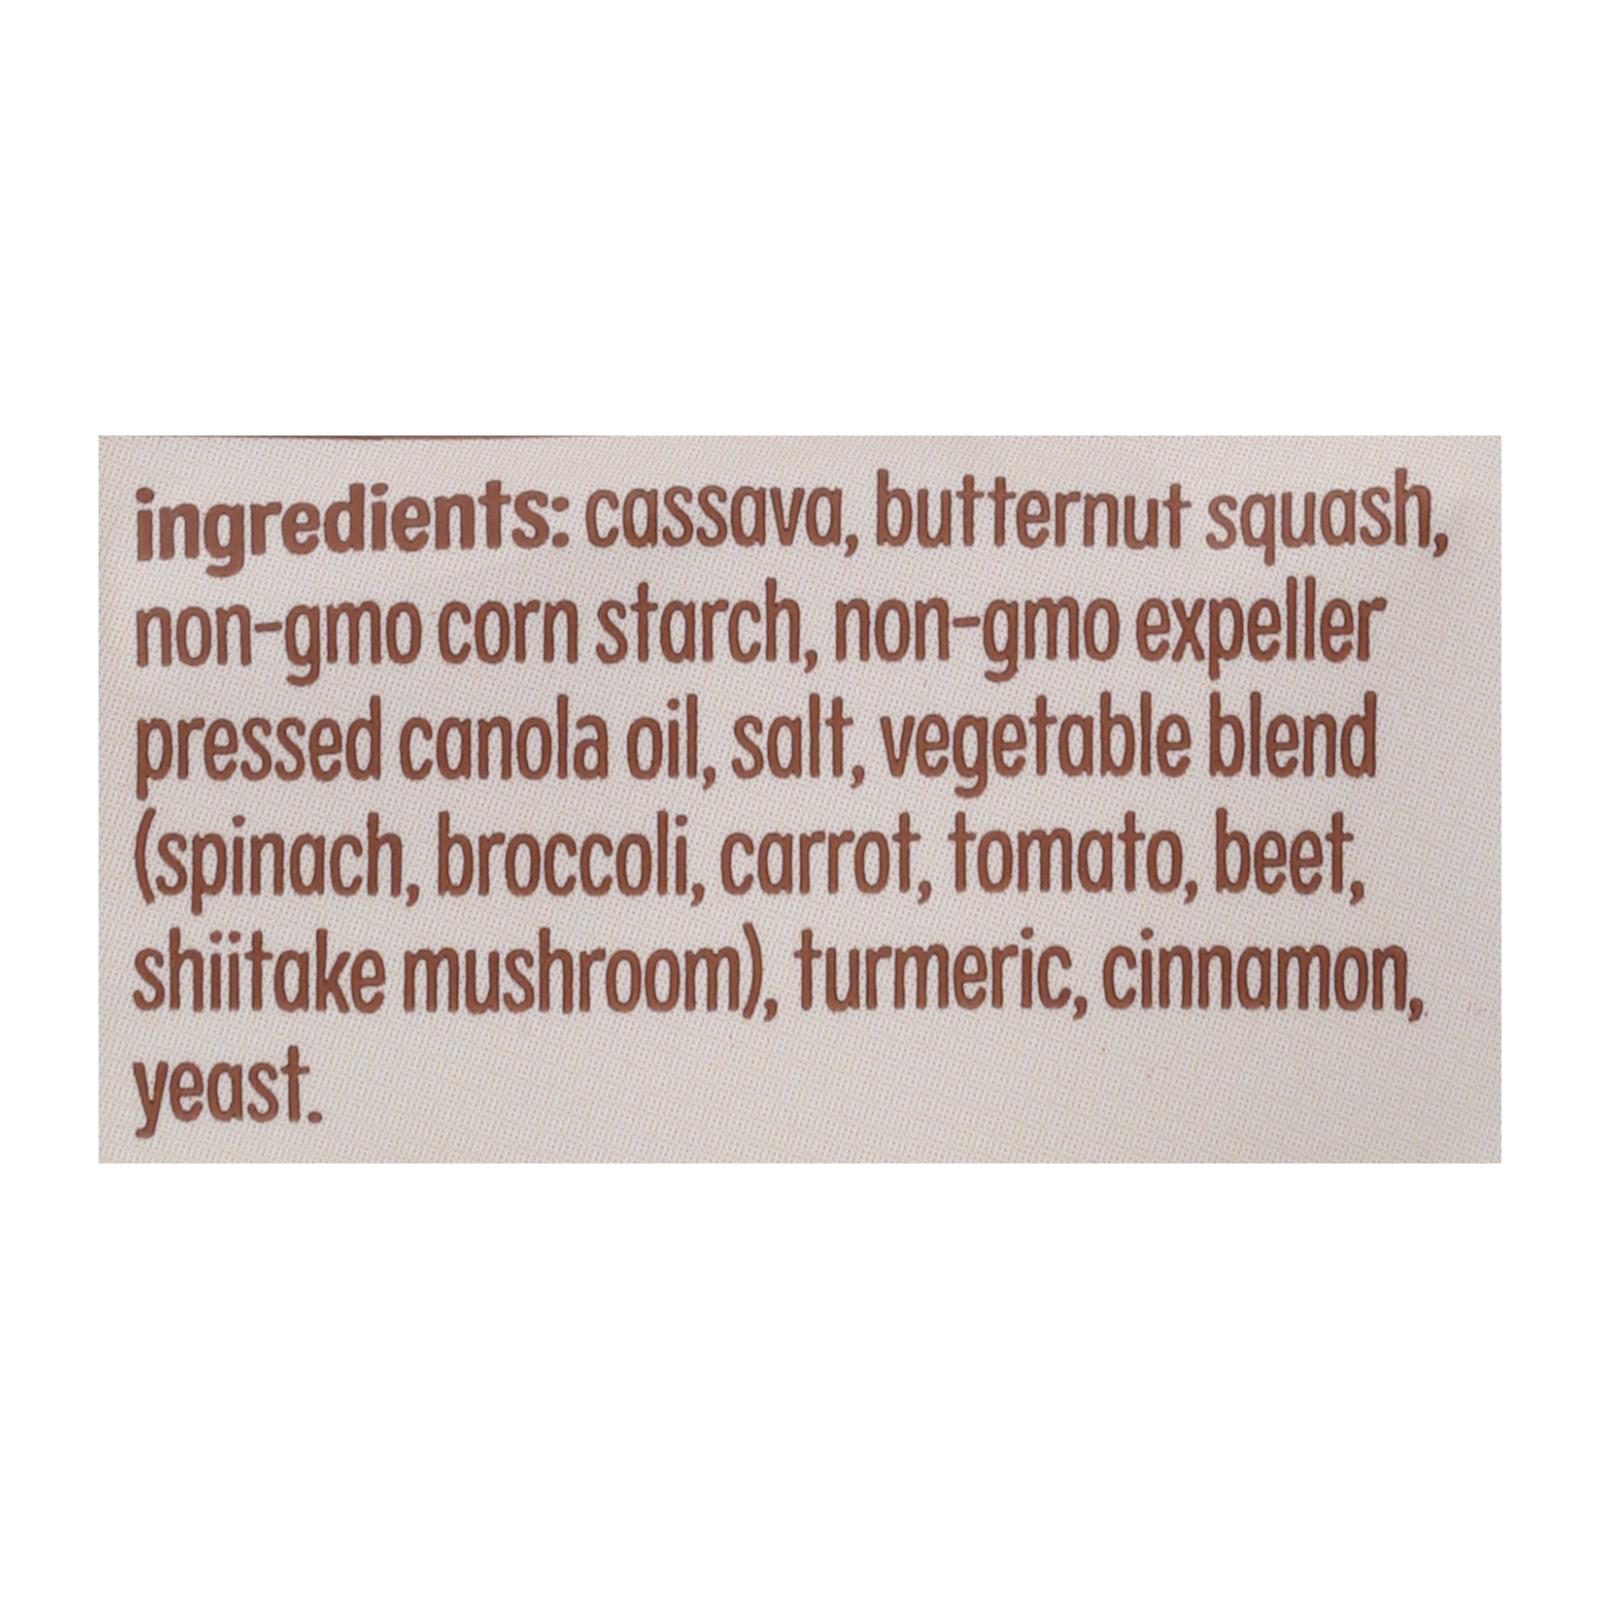 ingredients: cassava, butternut squash,
non-gmo corn starch, non-gmo expeller
pressed canola oil, salt, vegetable blend
(spinach, broccoli, carrot, tomato, beet,
shiitake mushroom), turmeric, cinnamon,
yeast.